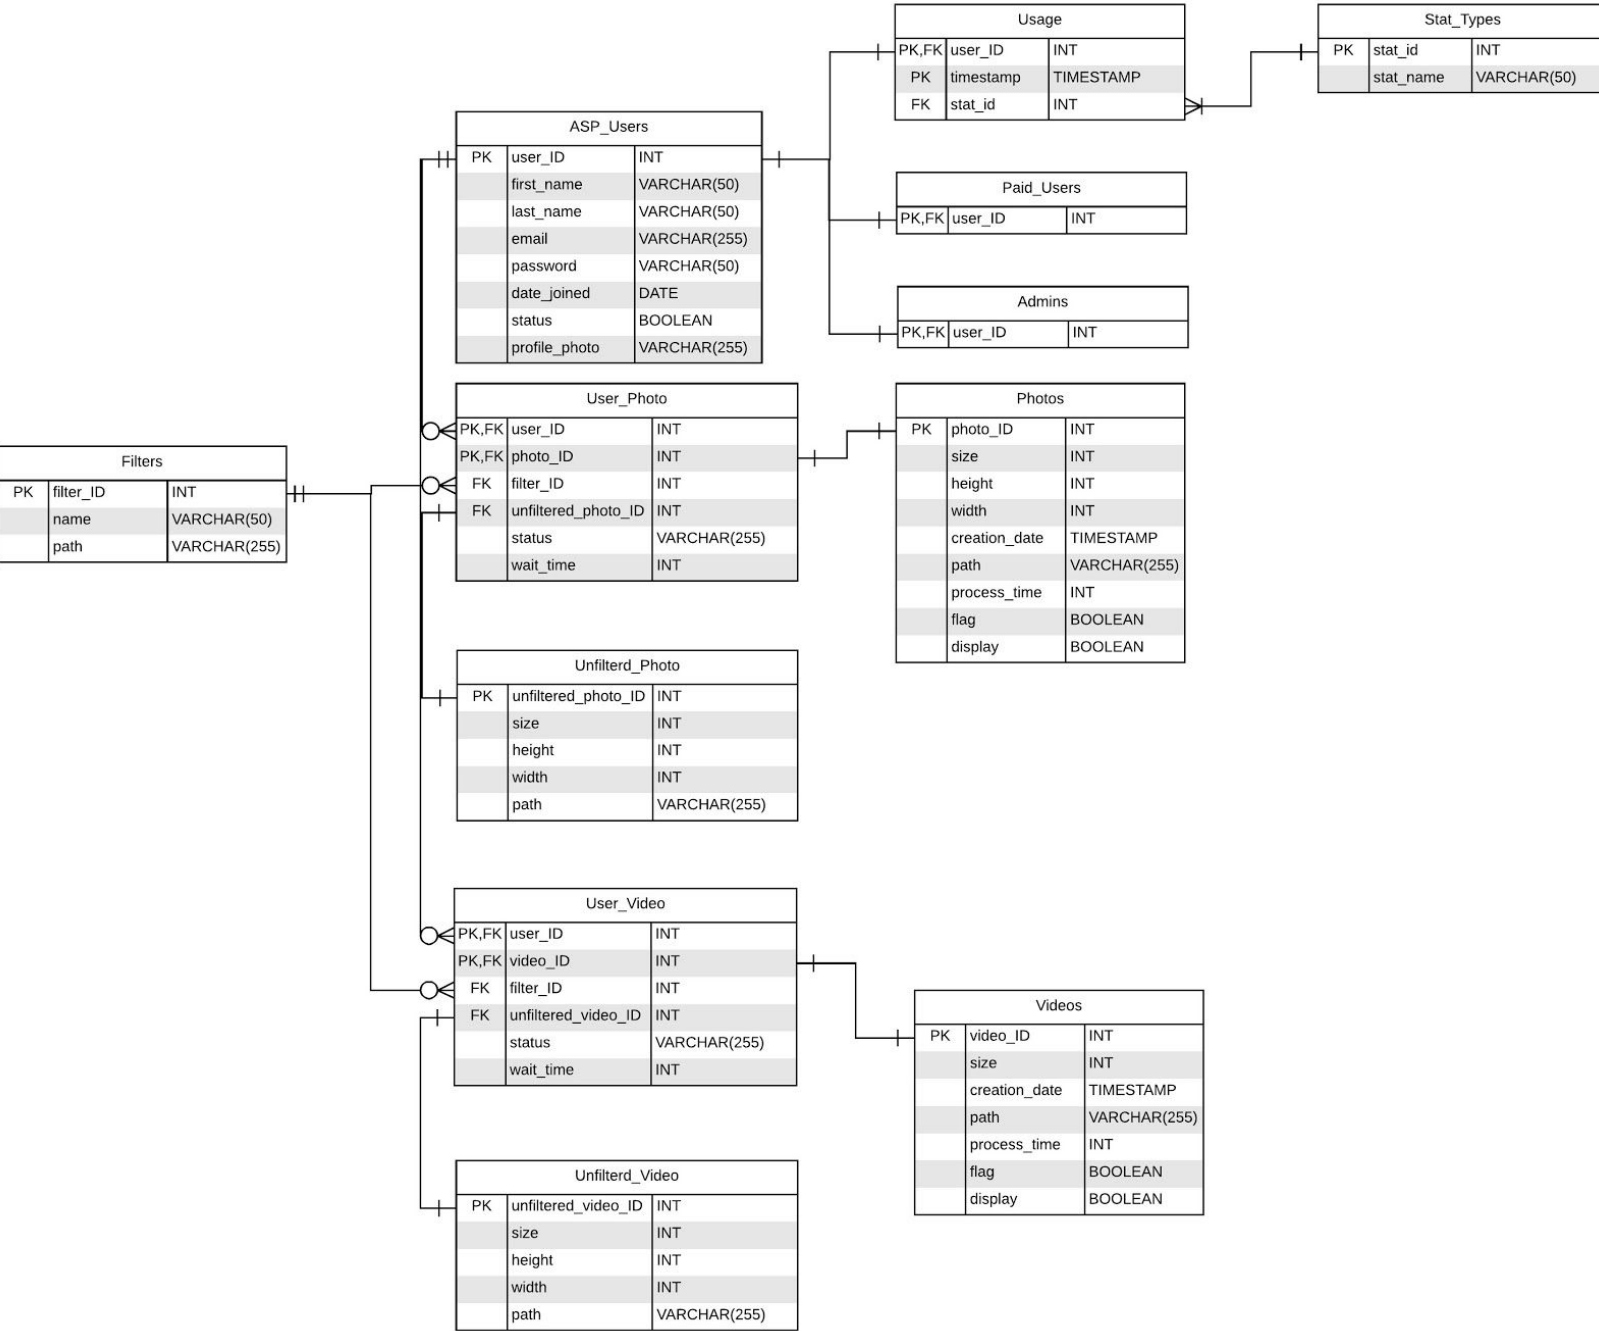 Usage
PK,FK user_ID INT
PK timestamp TIMESTAMP
FK stat_id INT
Stat_Types
PK stat_id INT
stat_name VARCHAR(50)
ASP_Users
PK user_ID INT
first_name VARCHAR(50)
last_name VARCHAR(50)
email VARCHAR(255)
password VARCHAR(50)
date_joined DATE
status BOOLEAN
profile_photo VARCHAR(255)
Paid_Users
PK,FK user_ID INT
Admins
PK,FK user_ID INT
User_Photo
PK,FK user_ID INT
PK,FK photo_ID INT
FK filter_ID INT
FK unfiltered_photo_ID INT
status VARCHAR(255)
wait_time INT
Photos
PK photo_ID INT
size INT
height INT
width INT
creation_date TIMESTAMP
path VARCHAR(255)
process_time INT
flag BOOLEAN
display BOOLEAN
Filters
PK filter_ID INT
name VARCHAR(50)
path VARCHAR(255)
Unfilterd_Photo
PK unfiltered_photo_ID INT
size INT
height INT
width INT
path VARCHAR(255)
User_Video
PK,FK user_ID INT
PK,FK video_ID INT
FK filter_ID INT
FK unfiltered_video_ID INT
status VARCHAR(255)
wait_time INT
Videos
PK video_ID INT
size INT
creation_date TIMESTAMP
path VARCHAR(255)
process_time INT
flag BOOLEAN
display BOOLEAN
Unfilterd_Video
PK unfiltered_video_ID INT
size INT
height INT
width INT
path VARCHAR(255)